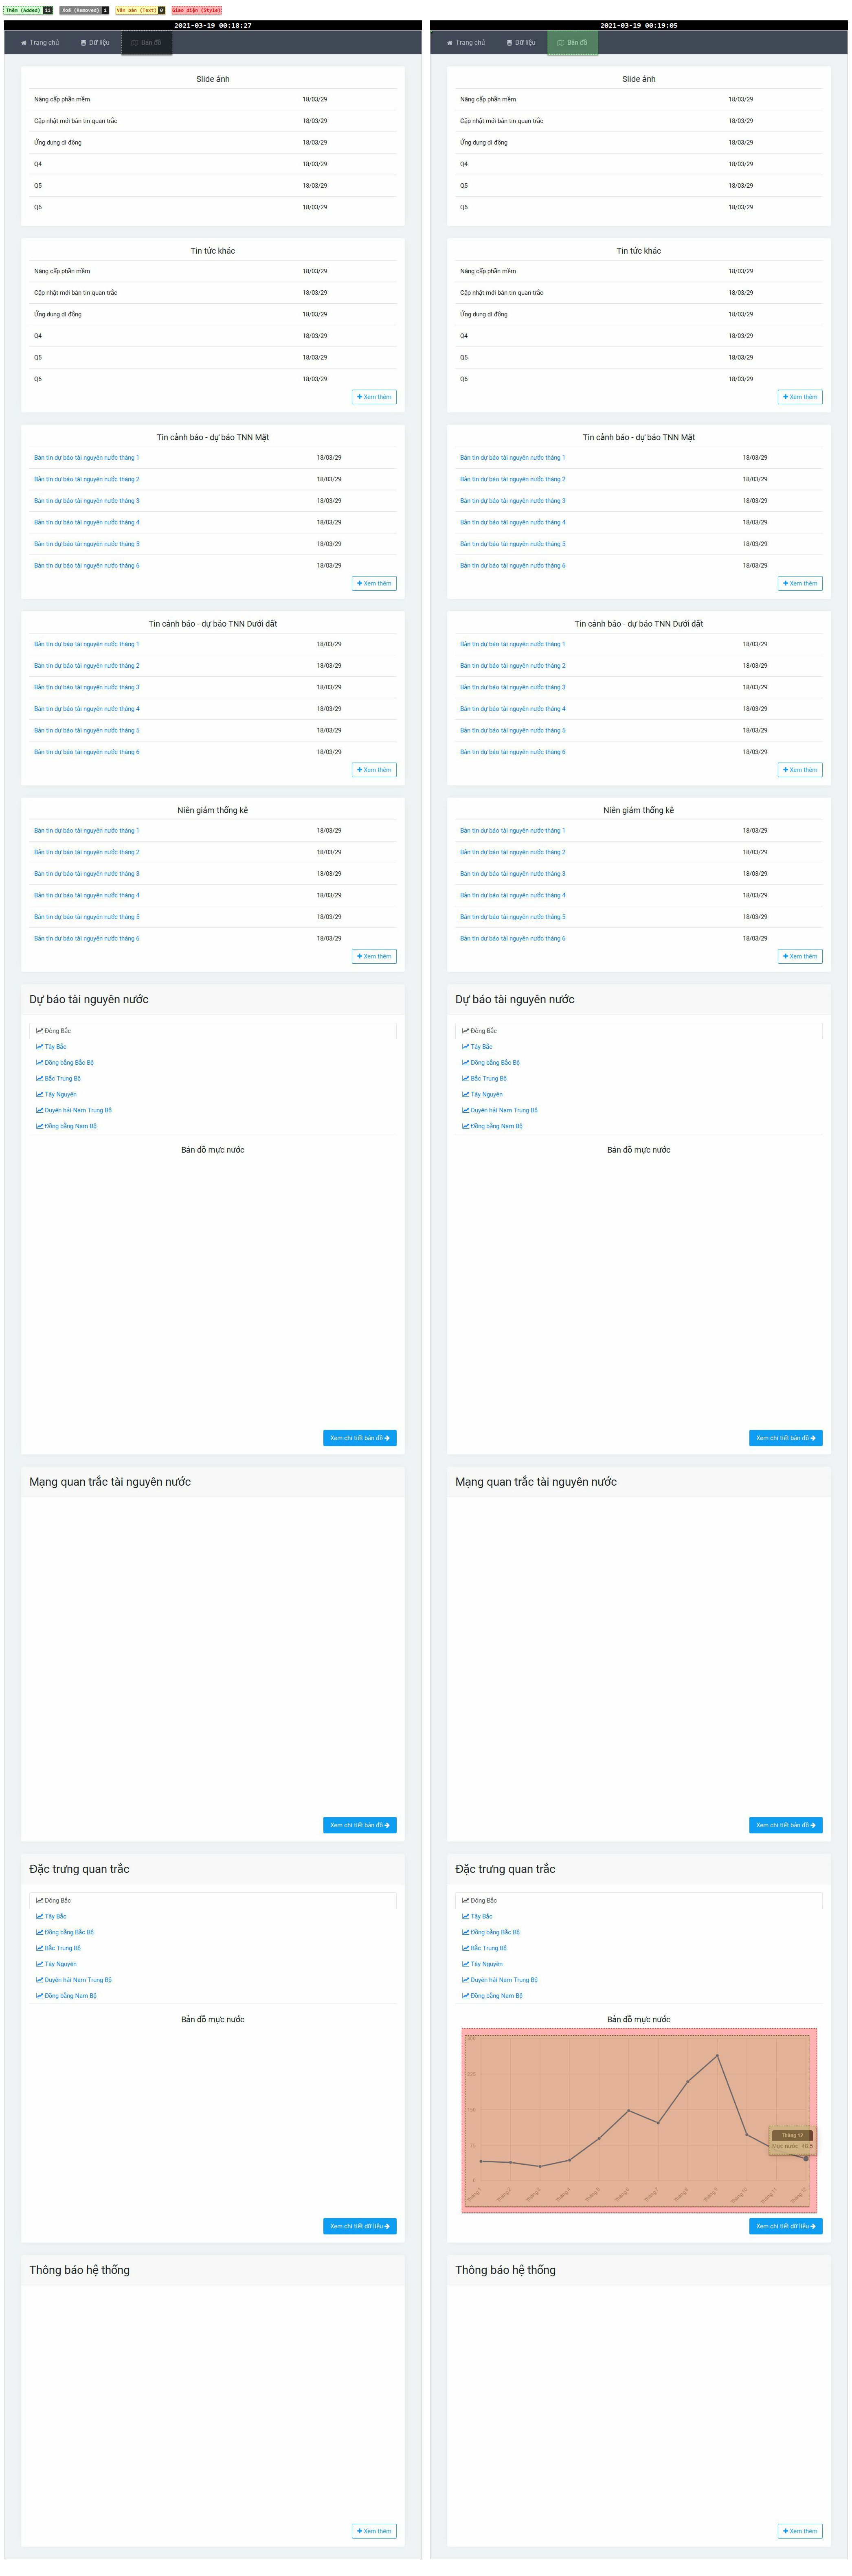 Thêm (Added) 11 Xoá (Removed) 1 Văn bản (Text) 0 Giao diện (Style)
2021-03-19 00:18:27
Trang chủ Dữ liệu Bản đồ
Slide ảnh
Nâng cấp phần mềm 18/03/29
Cập nhật mới bản tin quan trắc 18/03/29
Ứng dụng di động 18/03/29
Q4 18/03/29
Q5 18/03/29
Q6 18/03/29
Tin tức khác
Nâng cấp phần mềm 18/03/29
Cập nhật mới bản tin quan trắc 18/03/29
Ứng dụng di động 18/03/29
Q4 18/03/29
Q5 18/03/29
Q6 18/03/29
Xem thêm
Tin cảnh báo - dự báo TNN Mặt
Bản tin dự báo tài nguyên nước tháng 1 18/03/29
Bản tin dự báo tài nguyên nước tháng 2 18/03/29
Bản tin dự báo tài nguyên nước tháng 3 18/03/29
Bản tin dự báo tài nguyên nước tháng 4 18/03/29
Bản tin dự báo tài nguyên nước tháng 5 18/03/29
Bản tin dự báo tài nguyên nước tháng 6 18/03/29
Xem thêm
Tin cảnh báo - dự báo TNN Dưới đất
Bản tin dự báo tài nguyên nước tháng 1 18/03/29
Bản tin dự báo tài nguyên nước tháng 2 18/03/29
Bản tin dự báo tài nguyên nước tháng 3 18/03/29
Bản tin dự báo tài nguyên nước tháng 4 18/03/29
Bản tin dự báo tài nguyên nước tháng 5 18/03/29
Bản tin dự báo tài nguyên nước tháng 6 18/03/29
Xem thêm
Niên giám thống kê
Bản tin dự báo tài nguyên nước tháng 1 18/03/29
Bản tin dự báo tài nguyên nước tháng 2 18/03/29
Bản tin dự báo tài nguyên nước tháng 3 18/03/29
Bản tin dự báo tài nguyên nước tháng 4 18/03/29
Bản tin dự báo tài nguyên nước tháng 5 18/03/29
Bản tin dự báo tài nguyên nước tháng 6 18/03/29
Xem thêm
Dự báo tài nguyên nước
Đông Bắc
Tây Bắc
Đồng bằng Bắc Bộ
Bắc Trung Bộ
Tây Nguyên
Duyên hải Nam Trung Bộ
Đồng bằng Nam Bộ
Bản đồ mực nước
Xem chi tiết bản đồ
Mạng quan trắc tài nguyên nước
Xem chi tiết bản đồ
Đặc trưng quan trắc
Đông Bắc
Tây Bắc
Đồng bằng Bắc Bộ
Bắc Trung Bộ
Tây Nguyên
Duyên hải Nam Trung Bộ
Đồng bằng Nam Bộ
Bản đồ mực nước
Xem chi tiết dữ liệu
Thông báo hệ thống
Xem thêm
2021-03-19 00:19:05
Trang chủ Dữ liệu Bản đồ
Slide ảnh
Nâng cấp phần mềm 18/03/29
Cập nhật mới bản tin quan trắc 18/03/29
Ứng dụng di động 18/03/29
Q4 18/03/29
Q5 18/03/29
Q6 18/03/29
Tin tức khác
Nâng cấp phần mềm 18/03/29
Cập nhật mới bản tin quan trắc 18/03/29
Ứng dụng di động 18/03/29
Q4 18/03/29
Q5 18/03/29
Q6 18/03/29
Xem thêm
Tin cảnh báo - dự báo TNN Mặt
Bản tin dự báo tài nguyên nước tháng 1 18/03/29
Bản tin dự báo tài nguyên nước tháng 2 18/03/29
Bản tin dự báo tài nguyên nước tháng 3 18/03/29
Bản tin dự báo tài nguyên nước tháng 4 18/03/29
Bản tin dự báo tài nguyên nước tháng 5 18/03/29
Bản tin dự báo tài nguyên nước tháng 6 18/03/29
Xem thêm
Tin cảnh báo - dự báo TNN Dưới đất
Bản tin dự báo tài nguyên nước tháng 1 18/03/29
Bản tin dự báo tài nguyên nước tháng 2 18/03/29
Bản tin dự báo tài nguyên nước tháng 3 18/03/29
Bản tin dự báo tài nguyên nước tháng 4 18/03/29
Bản tin dự báo tài nguyên nước tháng 5 18/03/29
Bản tin dự báo tài nguyên nước tháng 6 18/03/29
Xem thêm
Niên giám thống kê
Bản tin dự báo tài nguyên nước tháng 1 18/03/29
Bản tin dự báo tài nguyên nước tháng 2 18/03/29
Bản tin dự báo tài nguyên nước tháng 3 18/03/29
Bản tin dự báo tài nguyên nước tháng 4 18/03/29
Bản tin dự báo tài nguyên nước tháng 5 18/03/29
Bản tin dự báo tài nguyên nước tháng 6 18/03/29
Xem thêm
Dự báo tài nguyên nước
Đông Bắc
Tây Bắc
Đồng bằng Bắc Bộ
Bắc Trung Bộ
Tây Nguyên
Duyên hải Nam Trung Bộ
Đồng bằng Nam Bộ
Bản đồ mực nước
Xem chi tiết bản đồ
Mạng quan trắc tài nguyên nước
Xem chi tiết bản đồ
Đặc trưng quan trắc
Đông Bắc
Tây Bắc
Đồng bằng Bắc Bộ
Bắc Trung Bộ
Tây Nguyên
Duyên hải Nam Trung Bộ
Đồng bằng Nam Bộ
Bản đồ mực nước
300
225
150
75
0
Tháng 12
Mực nước:
Tháng 1 Tháng 2 Tháng 3 Tháng 4 Tháng 5 Tháng 6 Tháng 7 Tháng 8 Tháng 9 Tháng 10 Tháng 11 Tháng 12
Xem chi tiết dữ liệu
Thông báo hệ thống
Xem thêm